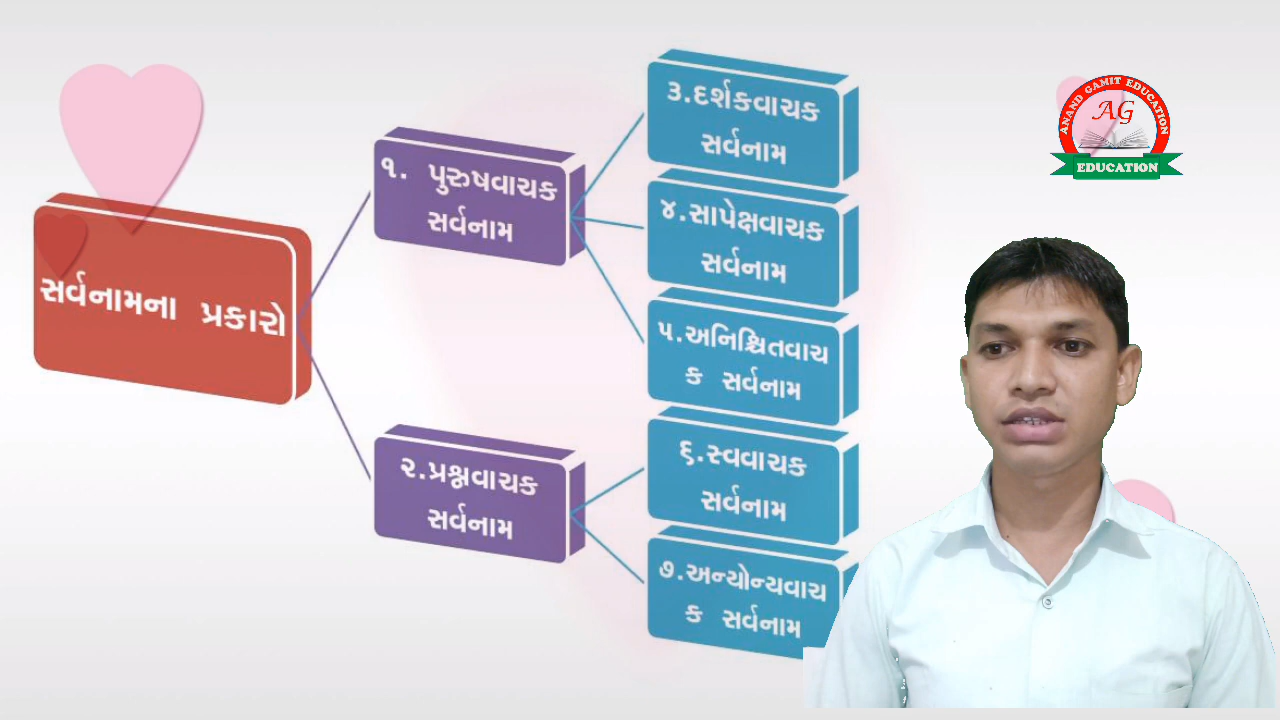 સર્વનામના પ્રકારો
૧. પુરુષવાચક
સર્વનામ
૨.પ્રશ્નવાચક
સર્વનામ
૩.દર્શકવાચક
સર્વનામ
૪.સાપેક્ષવાચક
સર્વનામ
૫.અનિશ્ચિતવાચ
ક સર્વનામ
૬.સ્વવાચક
સર્વનામ
૭.અન્યોન્યવાચ
ક સર્વનામ
ANAND GAMIT EDUCATION
AG
EDUCATION